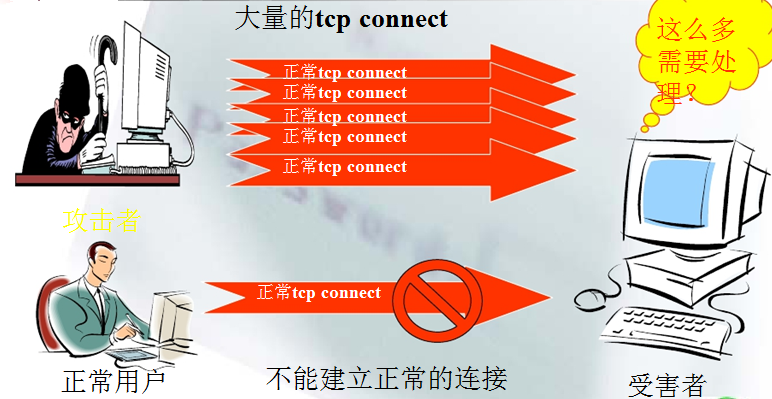 大量的tcp connect
这么多
需要处
理？
正常tcp connect
正常tcp connect
正常tcp connect
正常tcp connect
正常tcp connect
攻击者
正常tcp connect
正常用户
不能建立正常的连接
受害者